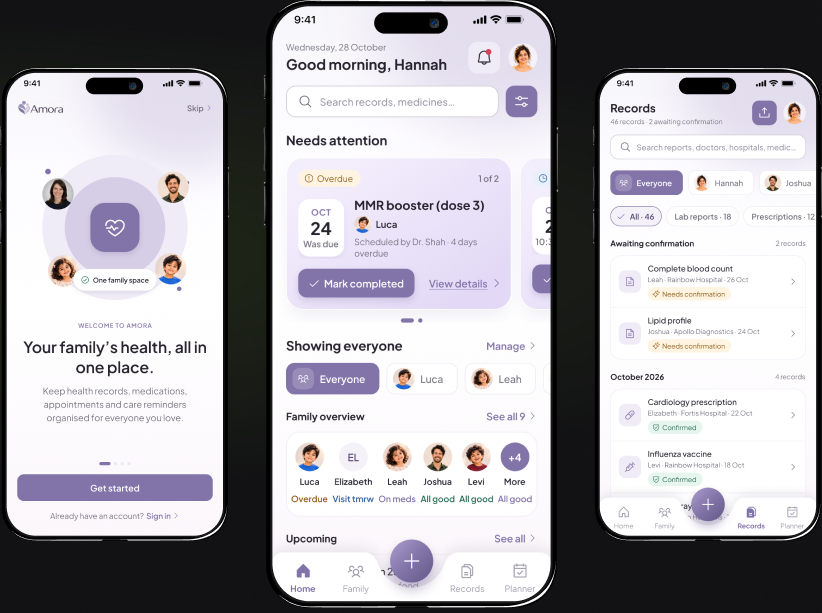 9:41
Amora
Skip
One family space
WELCOME TO AMORA
Your family's health, all in
one place.
Keep health records, medications,
appointments and care reminders
organised for everyone you love.
Get started
Already have an account? Sign in
9:41
Wednesday, 28 October
Good morning, Hannah
Search records, medicines...
Needs attention
Overdue
1 of 2
OCT
24
Was due
MMR booster (dose 3)
Luca
Scheduled by Dr. Shah · 4 days
overdue
Mark completed
View details
Showing everyone
Manage
Everyone
Luca
Leah
Family overview
See all 9
EL
+4
Luca
Elizabeth
Leah
Joshua
Levi
More
Overdue
Visit tmrw
On meds
All good
All good
All good
Upcoming
See all
Home
Family
Records
Planner
9:41
Records
46 records · 2 awaiting confirmation
Search reports, doctors, hospitals, medic...
Everyone
Hannah
Joshua
All · 46
Lab reports · 18
Prescriptions · 12
Awaiting confirmation
2 records
Complete blood count
Leah · Rainbow Hospital · 26 Oct
Needs confirmation
Lipid profile
Joshua · Apollo Diagnostics · 24 Oct
Needs confirmation
October 2026
4 records
Cardiology prescription
Elizabeth · Fortis Hospital · 22 Oct
Confirmed
Influenza vaccine
Levi · Rainbow Hospital · 18 Oct
Confirmed
Home
Family
Records
Planner